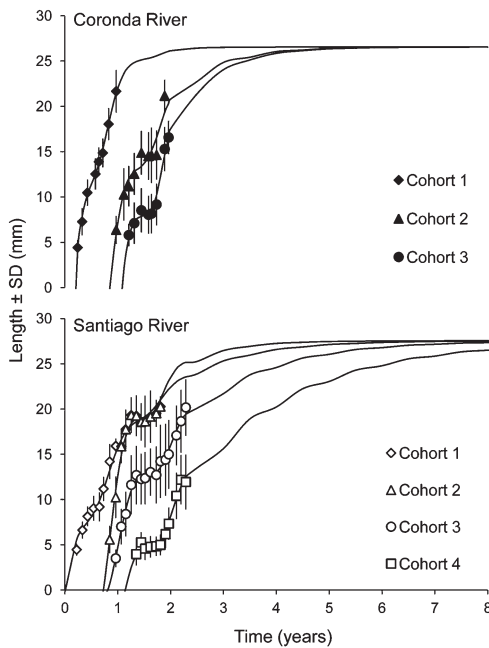 Coronda River
30
25
20
15
10
5
0
Cohort 1
Cohort 2
Cohort 3
Length ± SD (mm)
Santiago River
30
25
20
15
10
5
0
Cohort 1
Cohort 2
Cohort 3
Cohort 4
0 1 2 3 4 5 6 7 8
Time (years)